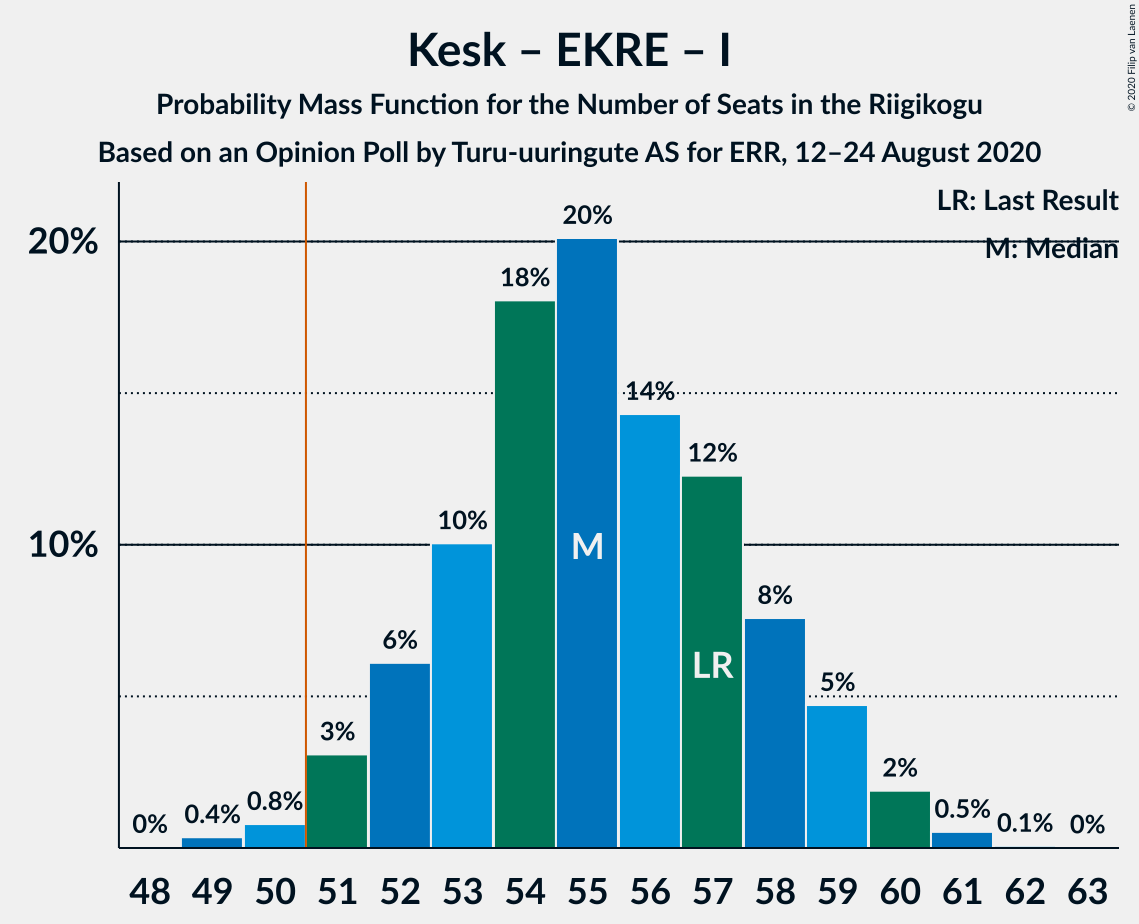 Kesk – EKRE – I
Probability Mass Function for the Number of Seats in the Riigikogu
Based on an Opinion Poll by Turu-uuringute AS for ERR, 12–24 August 2020
© 2020 Filip van Laenen
LR: Last Result
M: Median
20%
10%
0%
0.4%
0.8%
3%
6%
10%
18%
20%
14%
12%
8%
5%
2%
0.5%
0.1%
0%
M
LR
48 49 50 51 52 53 54 55 56 57 58 59 60 61 62 63